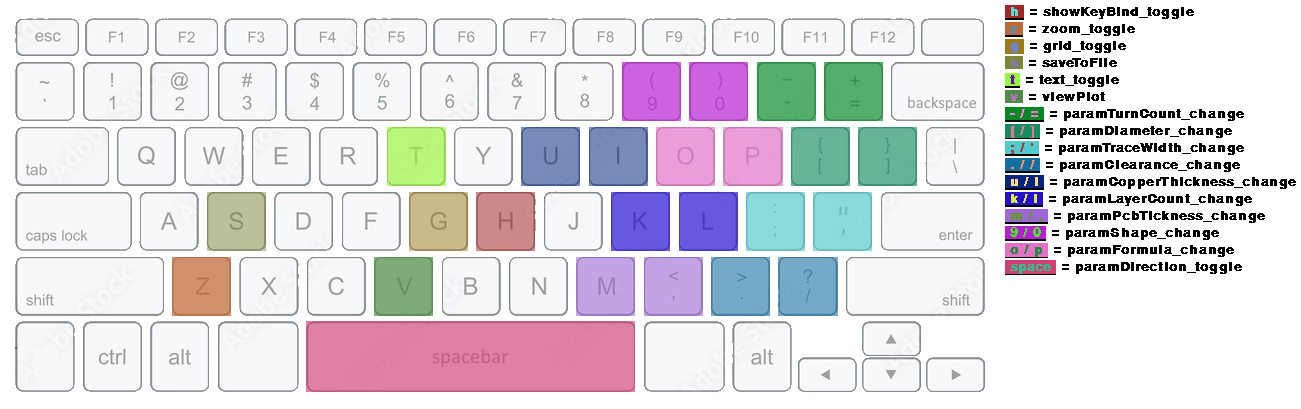 esc F1 F2 F3 F4 F5 F6 F7 F8 F9 F10 F11 F12
~ ! @ # $ % ^ & * ( ) — +
` 1 2 3 4 5 6 7 8 9 0 - = backspace
tab Q W E R T Y U I O P { } |
[ ] \
caps lock A S D F G H J K L : " enter
; ,
shift Z X C V B N M < > ? shift
, . /
ctrl alt spacebar alt ▲
◄ ▼ ►
h = showKeyBind_toggle
z = zoom_toggle
g = grid_toggle
s = saveToFile
t = text_toggle
v = viewPlot
- / = = paramTurnCount_change
[ / ] = paramDiameter_change
; / ' = paramTraceWidth_change
. / / = paramClearance_change
u / i = paramCopperThickness_change
k / l = paramLayerCount_change
m / , = paramPcbTickness_change
9 / 0 = paramShape_change
o / p = paramFormula_change
space = paramDirection_toggle